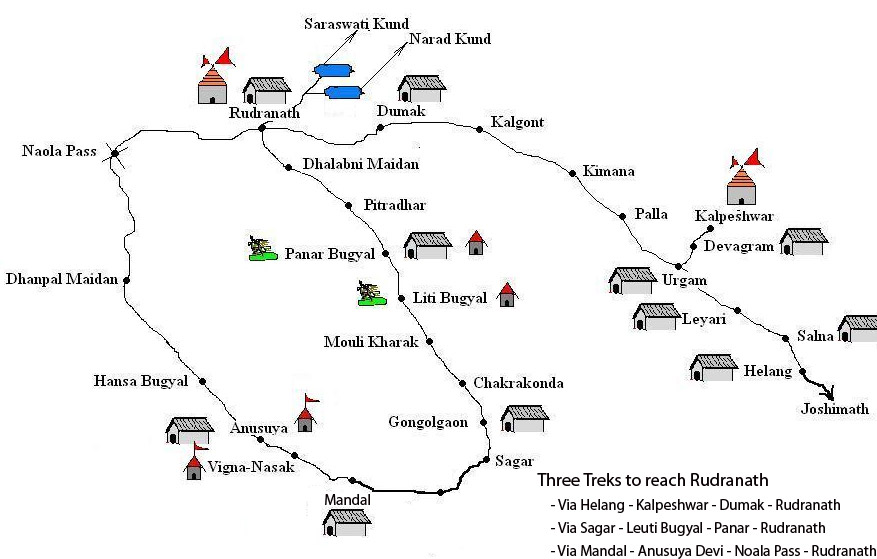 Saraswati Kund
Narad Kund
Rudranath
Dumak
Kalgont
Naola Pass
Dhalabni Maidan
Kimana
Pitradhar
Palla
Kalpeshwar
Panar Bugyal
Devagram
Dhanpal Maidan
Urgam
Liti Bugyal
Leyari
Mouli Kharak
Salna
Hansa Bugyal
Chakrakonda
Helang
Joshimath
Gongolgaon
Anusuya
Vigna-Nasak
Sagar
Mandal
Three Treks to reach Rudranath
- Via Helang - Kalpeshwar - Dumak - Rudranath
- Via Sagar - Leuti Bugyal - Panar - Rudranath
- Via Mandal - Anusuya Devi - Noala Pass - Rudranath